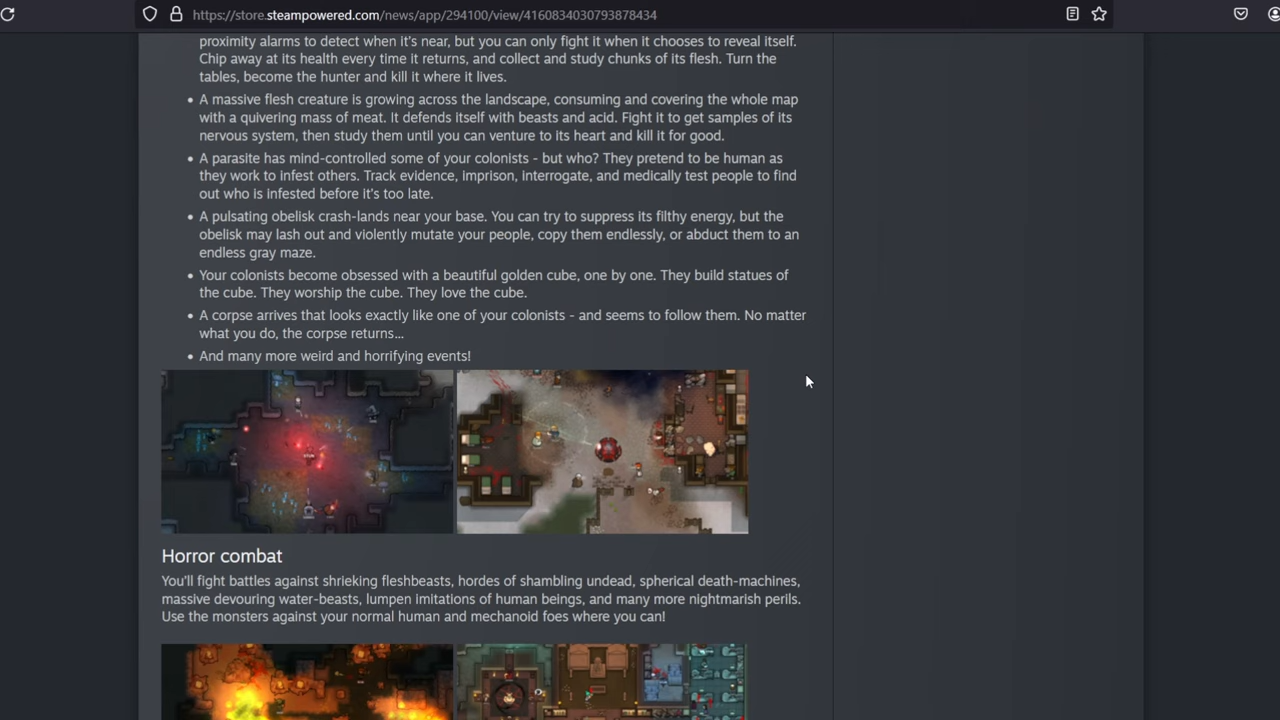 https://store.steampowered.com/news/app/294100/view/4160834030793878434
proximity alarms to detect when it's near, but you can only fight it when it chooses to reveal itself.
Chip away at its health every time it returns, and collect and study chunks of its flesh. Turn the
tables, become the hunter and kill it where it lives.
• A massive flesh creature is growing across the landscape, consuming and covering the whole map
with a quivering mass of meat. It defends itself with beasts and acid. Fight it to get samples of its
nervous system, then study them until you can venture to its heart and kill it for good.
• A parasite has mind-controlled some of your colonists - but who? They pretend to be human as
they work to infest others. Track evidence, imprison, interrogate, and medically test people to find
out who is infested before it's too late.
• A pulsating obelisk crash-lands near your base. You can try to suppress its filthy energy, but the
obelisk may lash out and violently mutate your people, copy them endlessly, or abduct them to an
endless gray maze.
• Your colonists become obsessed with a beautiful golden cube, one by one. They build statues of
the cube. They worship the cube. They love the cube.
• A corpse arrives that looks exactly like one of your colonists - and seems to follow them. No matter
what you do, the corpse returns...
• And many more weird and horrifying events!
Horror combat
You'll fight battles against shrieking fleshbeasts, hordes of shambling undead, spherical death-machines,
massive devouring water-beasts, lumpen imitations of human beings, and many more nightmarish perils.
Use the monsters against your normal human and mechanoid foes where you can!